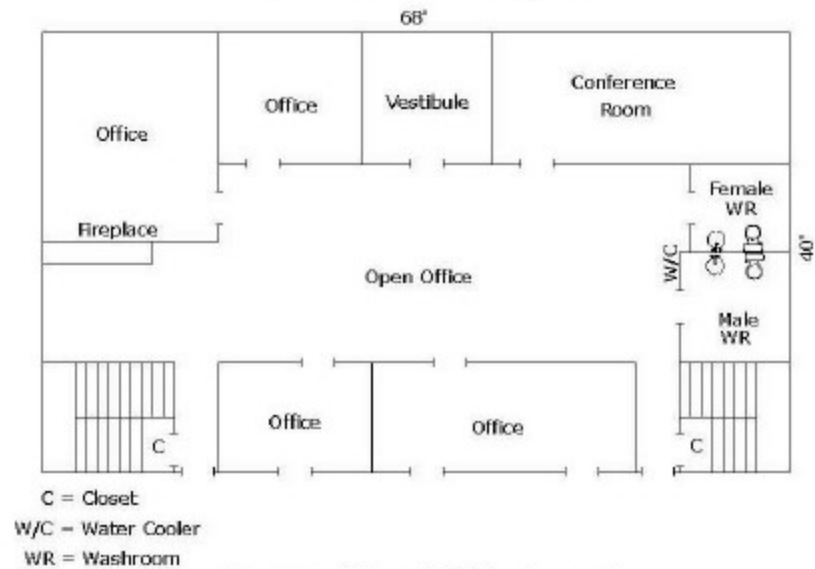 68'
Conference
Room
Office
Vestibule
Office
Female
WR
Fireplace
40'
W/C
Open Office
Male
WR
Office
Office
C
C
C = Closet
W/C = Water Cooler
WR = Washroom